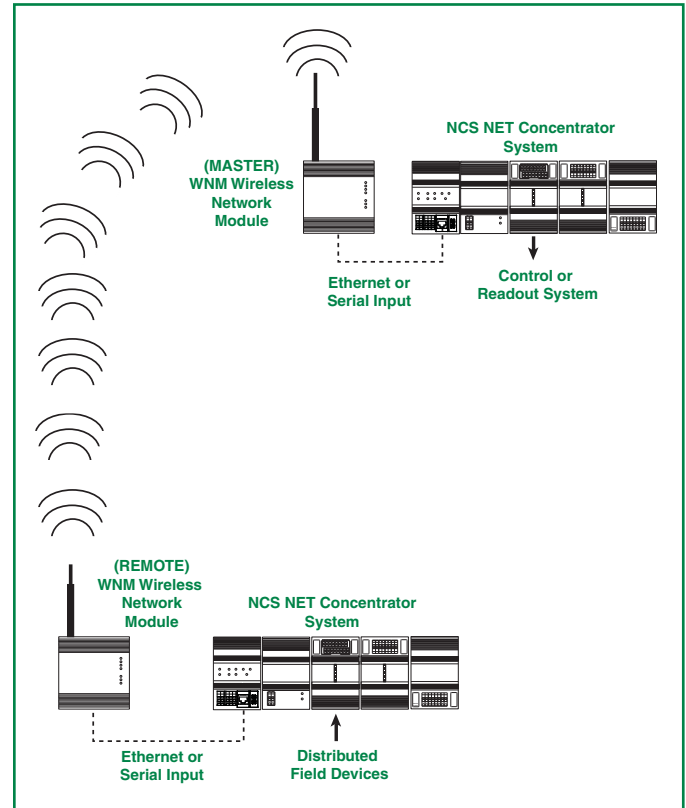 NCS NET Concentrator
System
(MASTER)
WNM Wireless
Network
Module
Ethernet or
Serial Input
Control or
Readout System
(REMOTE)
WNM Wireless
Network
Module
NCS NET Concentrator
System
Ethernet or
Serial Input
Distributed
Field Devices